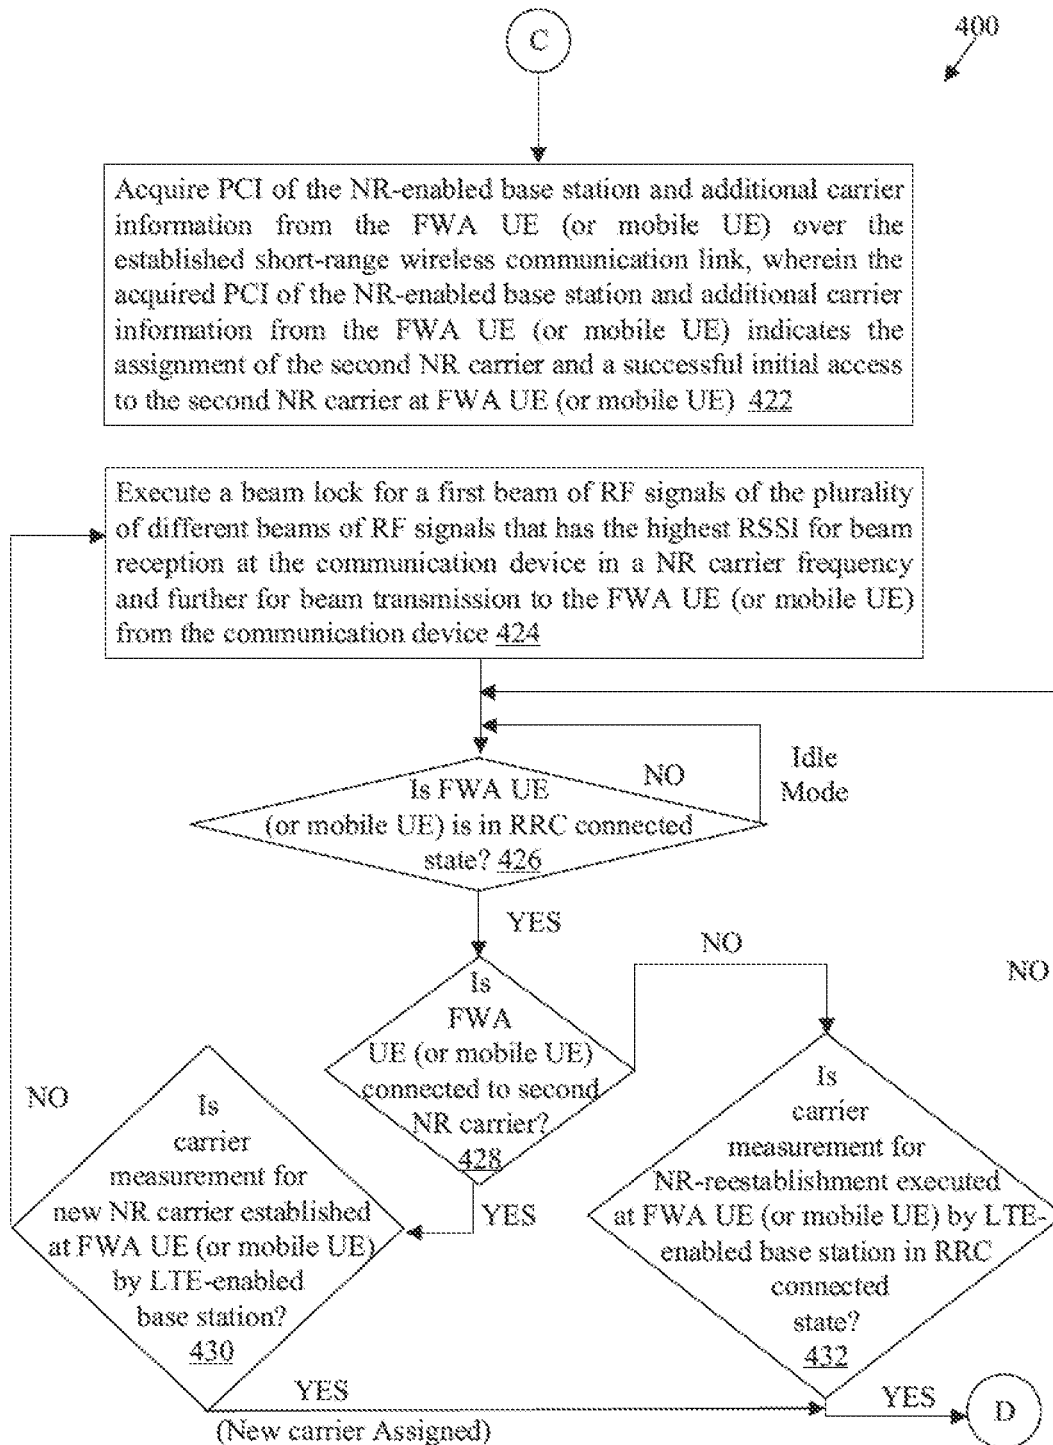 C
400
Acquire PCI of the NR-enabled base station and additional carrier
information from the FWA UE (or mobile UE) over the
established short-range wireless communication link, wherein the
acquired PCI of the NR-enabled base station and additional carrier
information from the FWA UE (or mobile UE) indicates the
assignment of the second NR carrier and a successful initial access
to the second NR carrier at FWA UE (or mobile UE) 422
Execute a beam lock for a first beam of RF signals of the plurality
of different beams of RF signals that has the highest RSSI for beam
reception at the communication device in a NR carrier frequency
and further for beam transmission to the FWA UE (or mobile UE)
from the communication device 424
Is FWA UE
(or mobile UE) is in RRC connected
state? 426
NO
Idle
Mode
YES
Is
FWA
UE (or mobile UE)
connected to second
NR carrier?
428
NO
NO
YES
NO
Is
carrier
measurement for
new NR carrier established
at FWA UE (or mobile UE)
by LTE-enabled
base station?
430
Is
carrier
measurement for
NR-reestablishment executed
at FWA UE (or mobile UE) by LTE-
enabled base station in RRC
connected
state?
432
YES
(New carrier Assigned)
YES
D